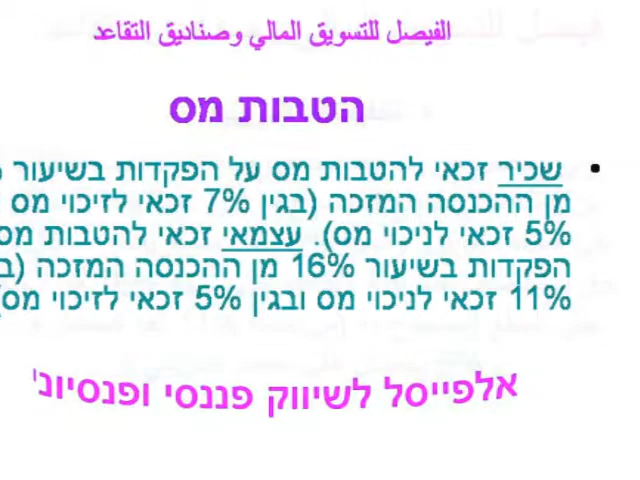 الفيصل للتسويق المالي وصناديق التقاعد
הטבות מס
• שכיר זכאי להטבות מס על הפקדות בשיעור
מן ההכנסה המזכה (בגין 7% זכאי לזיכוי מס
5% זכאי לניכוי מס). עצמאי זכאי להטבות מס
הפקדות בשיעור 16% מן ההכנסה המזכה
11% זכאי לניכוי מס ובגין 5% זכאי לזיכוי מס)
אלפייסל לשיווק פננסי ופנסיוני